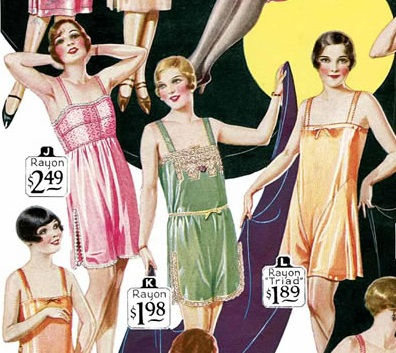 J
Rayon
$2.49
K
Rayon
$1.98
L
Rayon
"Triad"
$1.89